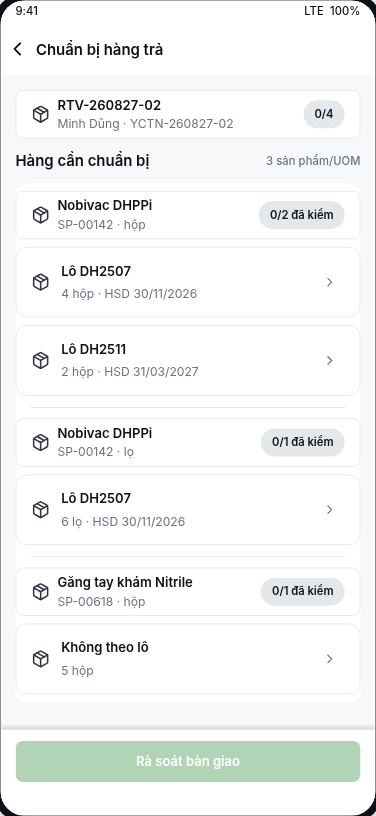 9:41 LTE 100%
Chuẩn bị hàng trả
RTV-260827-02
Minh Dũng · YCTN-260827-02
0/4
Hàng cần chuẩn bị
3 sản phẩm/UOM
Nobivac DHPPi
SP-00142 · hộp
0/2 đã kiểm
Lô DH2507
4 hộp · HSD 30/11/2026
Lô DH2511
2 hộp · HSD 31/03/2027
Nobivac DHPPi
SP-00142 · lọ
0/1 đã kiểm
Lô DH2507
6 lọ · HSD 30/11/2026
Găng tay khám Nitrile
SP-00618 · hộp
0/1 đã kiểm
Không theo lô
5 hộp
Rà soát bàn giao